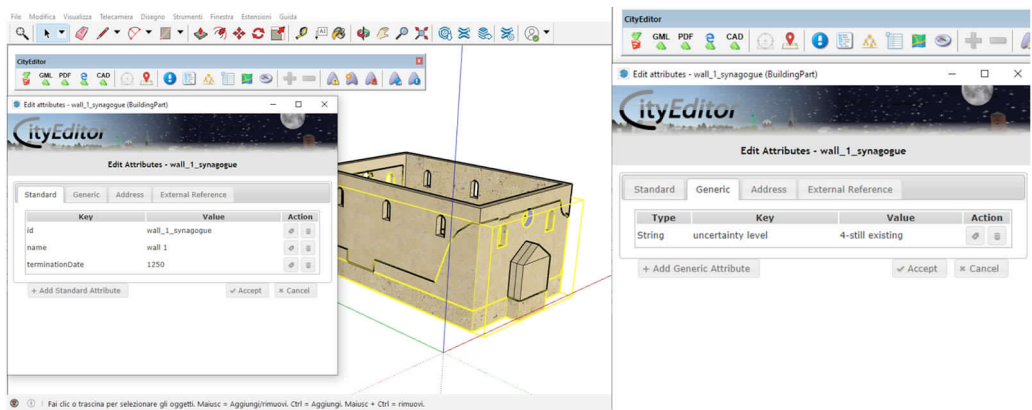 File Modifica Visualizza Telecamera Disegno Strumenti Finestra Estensioni Guida
CityEditor
GML PDF CAD
Edit attributes - wall_1_synagogue (BuildingPart)
CityEditor
Edit Attributes - wall_1_synagogue
Standard Generic Address External Reference
Key Value Action
id wall_1_synagogue
name wall 1
terminationDate 1250
+ Add Standard Attribute Accept Cancel
Fai clic o trascina per selezionare gli oggetti. Maiusc = Aggiungi/rimuovi. Ctrl = Aggiungi. Maiusc + Ctrl = rimuovi.
CityEditor
GML PDF CAD
Edit attributes - wall_1_synagogue (BuildingPart)
CityEditor
Edit Attributes - wall_1_synagogue
Standard Generic Address External Reference
Type Key Value Action
String uncertainty level 4-still existing
+ Add Generic Attribute Accept Cancel